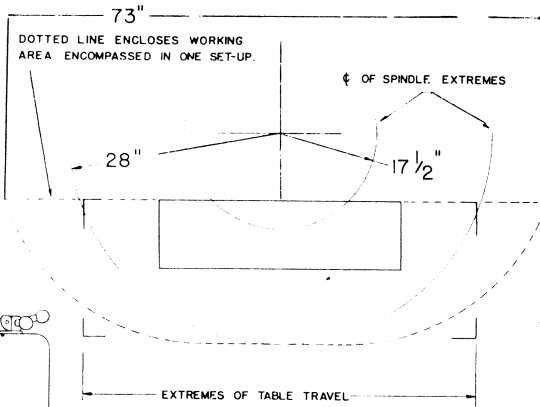 73"
DOTTED LINE ENCLOSES WORKING
AREA ENCOMPASSED IN ONE SET-UP.
℄ OF SPINDLE EXTREMES
28"
17 1/2"
EXTREMES OF TABLE TRAVEL